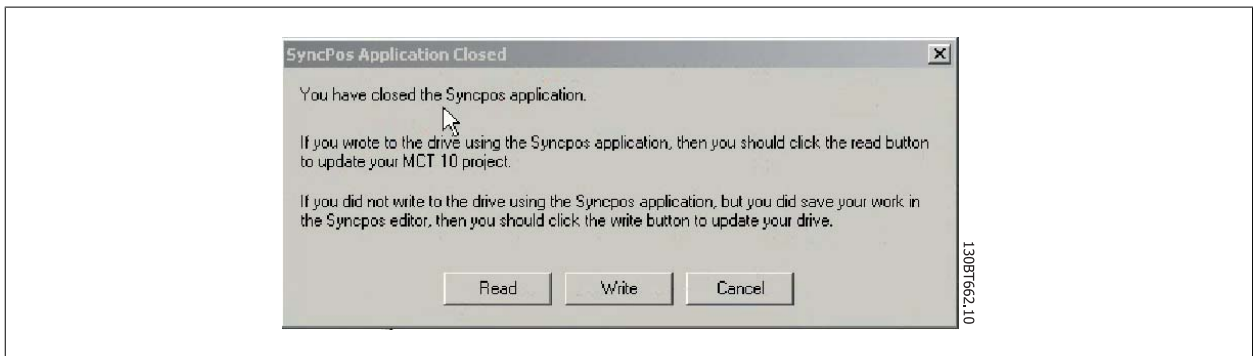 SyncPos Application Closed
You have closed the Syncpos application.
If you wrote to the drive using the Syncpos application, then you should click the read button
to update your MCT 10 project.
If you did not write to the drive using the Syncpos application, but you did save your work in
the Syncpos editor, then you should click the write button to update your drive.
Read
Write
Cancel
130BT662.10